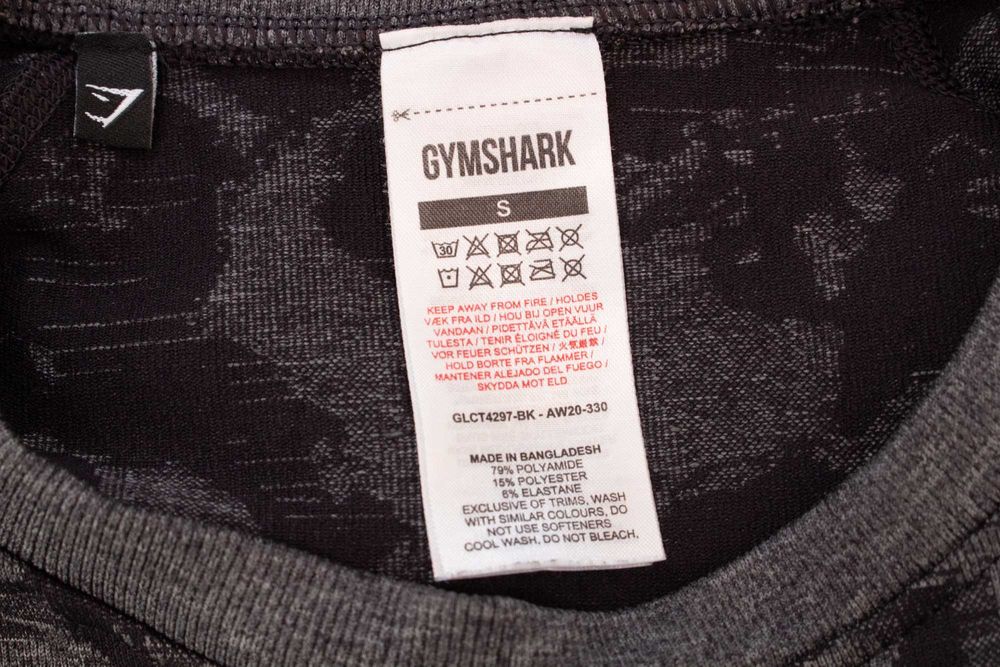 GYMSHARK
S
30
KEEP AWAY FROM FIRE / HOLDES
VÆK FRA ILD / HOU BIJ OPEN VUUR
VANDAAN / PIDETTÄVÄ ETÄÄLLÄ
TULESTA / TENIR ÉLOIGNÉ DU FEU /
VOR FEUER SCHÜTZEN / 火気厳禁 /
HOLD BORTE FRA FLAMMER /
MANTENER ALEJADO DEL FUEGO /
SKYDDA MOT ELD
GLCT4297-BK - AW20-330
MADE IN BANGLADESH
79% POLYAMIDE
15% POLYESTER
6% ELASTANE
EXCLUSIVE OF TRIMS, WASH
WITH SIMILAR COLOURS, DO
NOT USE SOFTENERS
COOL WASH, DO NOT BLEACH.